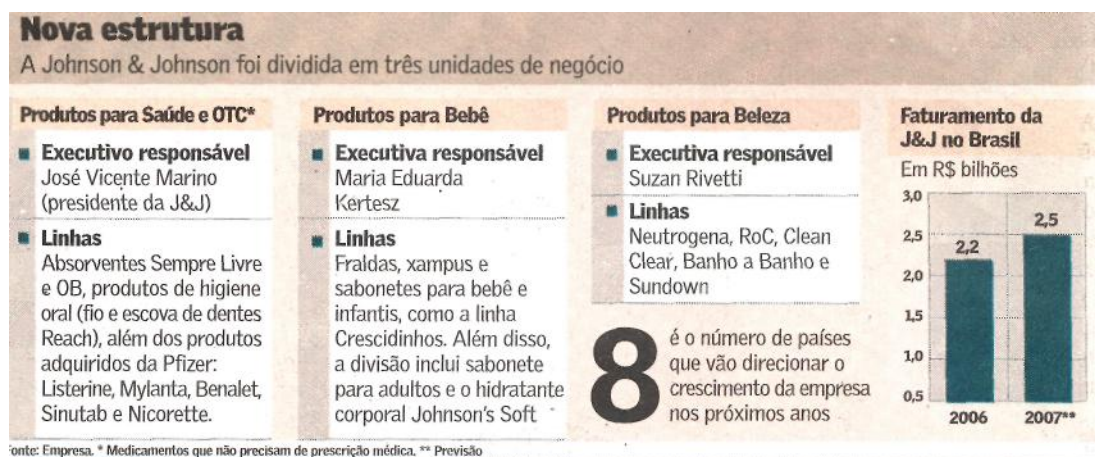 Nova estrutura
A Johnson & Johnson foi dividida em três unidades de negócio
Produtos para Saúde e OTC*
Executivo responsável
José Vicente Marino
(presidente da J&J)
Linhas
Absorventes Sempre Livre
e OB, produtos de higiene
oral (fio e escova de dentes
Reach), além dos produtos
adquiridos da Pfizer:
Listerine, Mylanta, Benalet,
Sinutab e Nicorette.
Produtos para Bebê
Executiva responsável
Maria Eduarda
Kertesz
Linhas
Fraldas, xampus e
sabonetes para bebê e
infantis, como a linha
Crescidinhos. Além disso,
a divisão inclui sabonete
para adultos e o hidratante
corporal Johnson's Soft
Produtos para Beleza
Executiva responsável
Suzan Rivetti
Linhas
Neutrogena, RoC, Clean
Clear, Banho a Banho e
Sundown
8
é o número de países
que vão direcionar o
crescimento da empresa
nos próximos anos
Faturamento da
J&J no Brasil
Em R$ bilhões
3,0
2,5
2,0
1,5
1,0
0,5
2,2
2,5
2006
2007**
onte: Empresa. * Medicamentos que não precisam de prescrição médica. ** Previsão